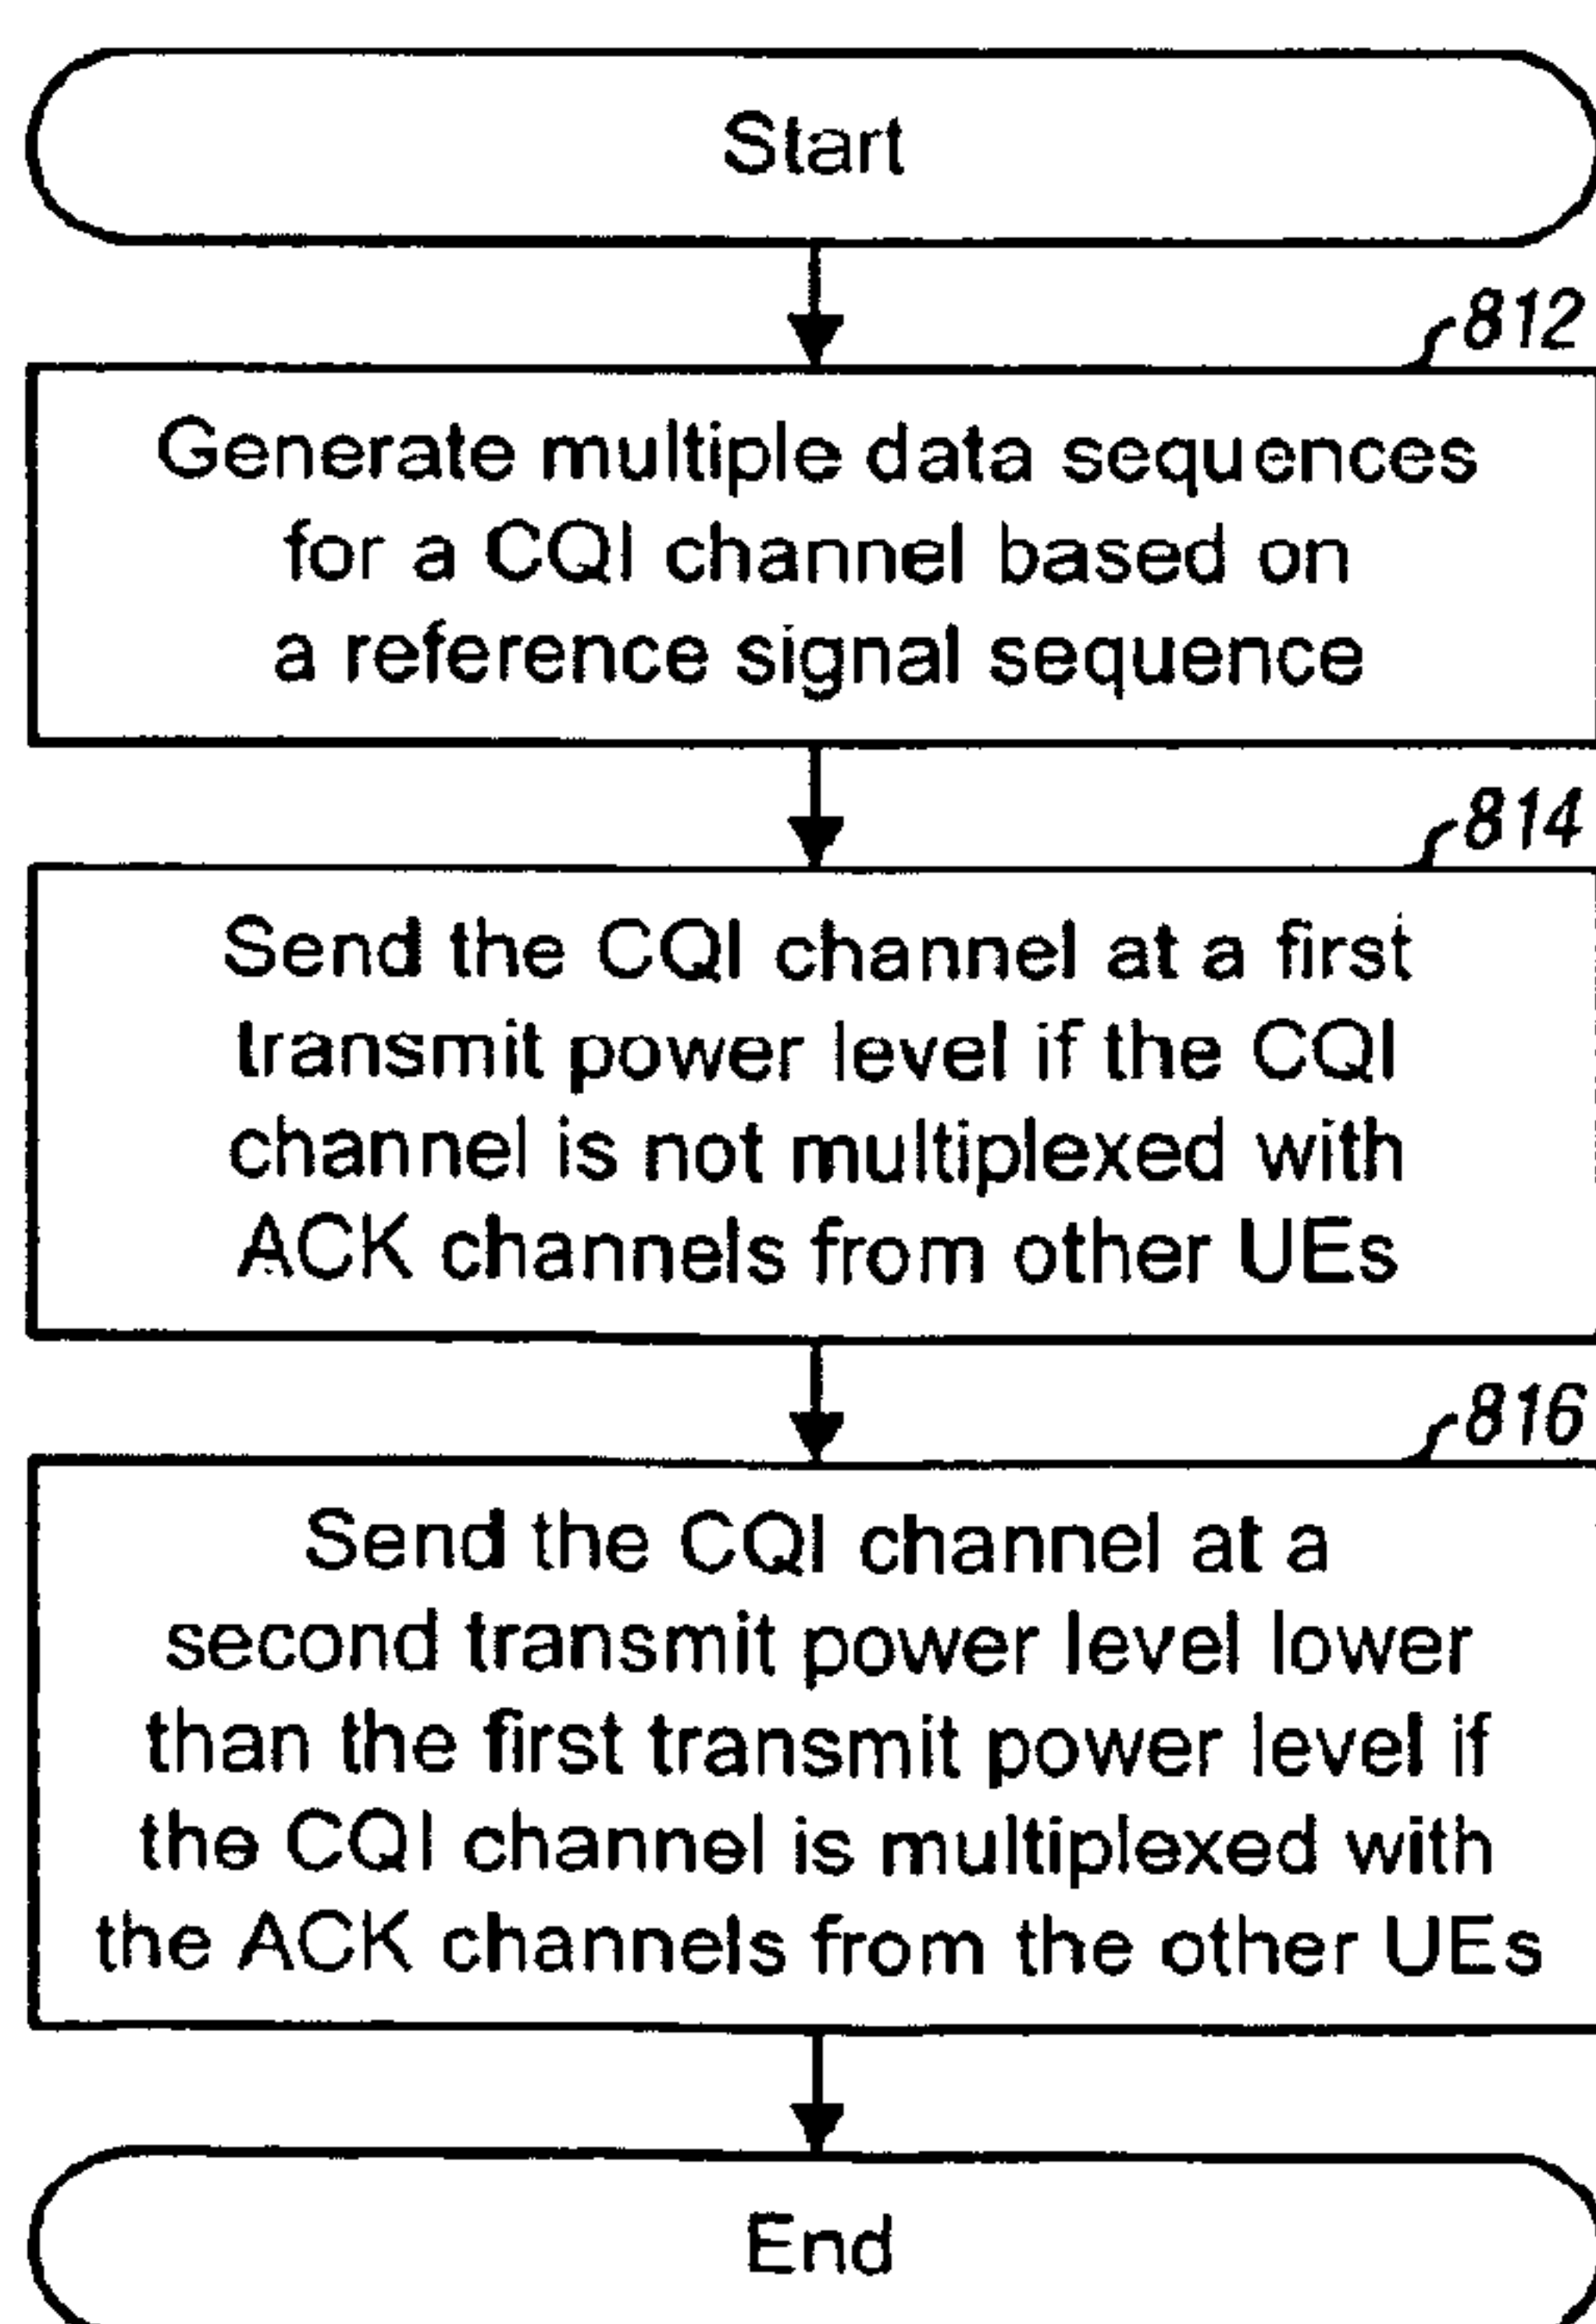 Start
812
Generate multiple data sequences
for a CQI channel based on
a reference signal sequence
814
Send the CQI channel at a first
transmit power level if the CQI
channel is not multiplexed with
ACK channels from other UEs
816
Send the CQI channel at a
second transmit power level lower
than the first transmit power level if
the CQI channel is multiplexed with
the ACK channels from the other UEs
End